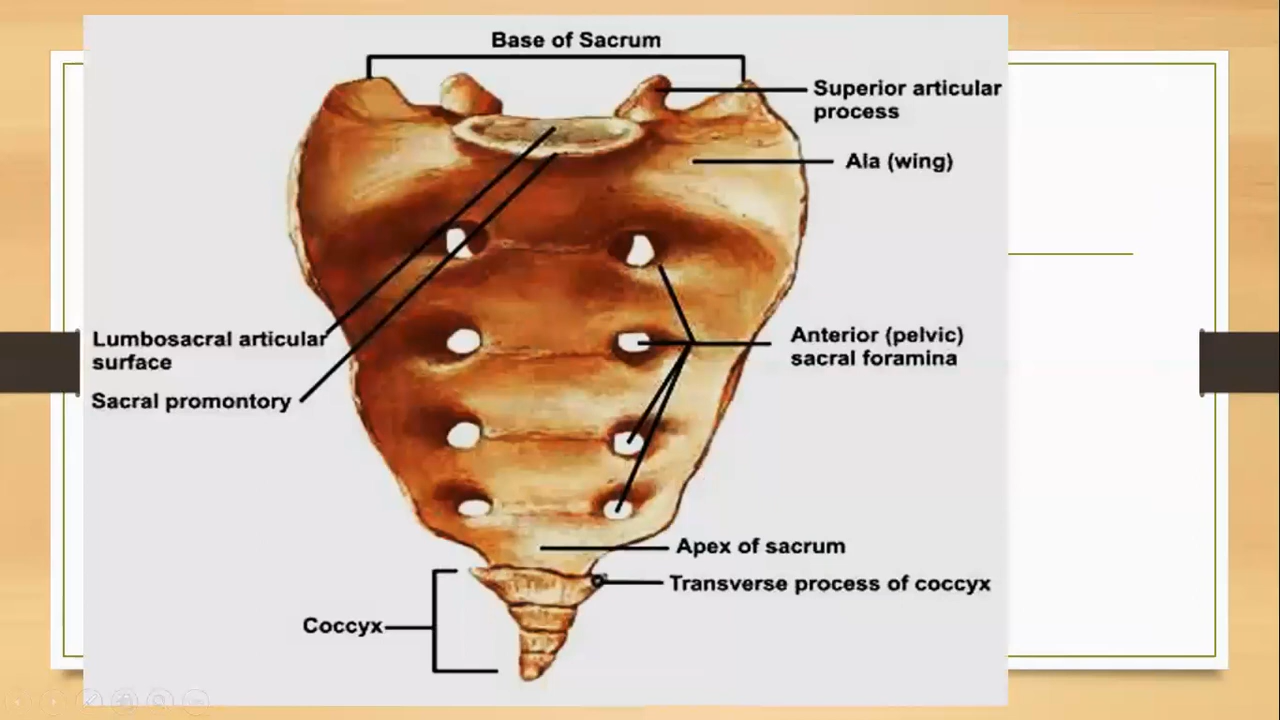 Base of Sacrum
Superior articular
process
Ala (wing)
Lumbosacral articular
surface
Sacral promontory
Anterior (pelvic)
sacral foramina
Apex of sacrum
Transverse process of coccyx
Coccyx